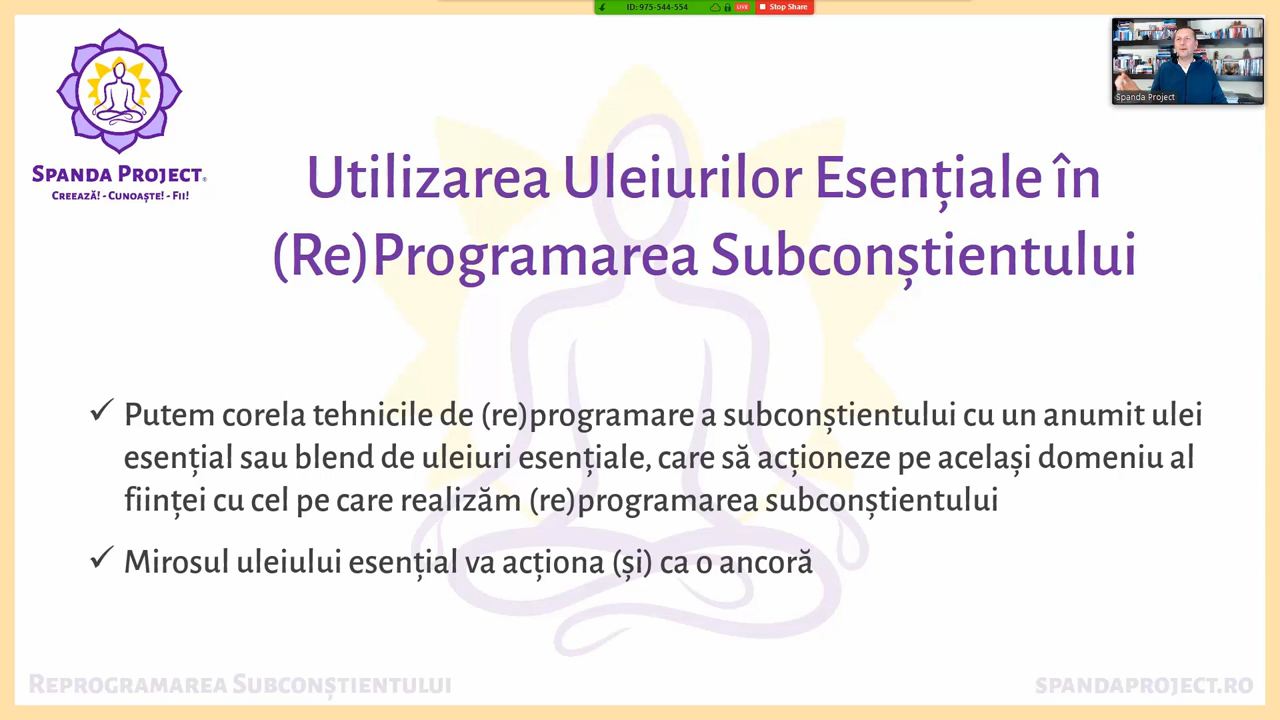 ID: 975-544-554
LIVE
Stop Share
Spanda Project
SPANDA PROJECT®
CREEAZĂ! - CUNOAȘTE! - FII!
Utilizarea Uleiurilor Esențiale în
(Re)Programarea Subconștientului
✓ Putem corela tehnicile de (re)programare a subconștientului cu un anumit ulei
esențial sau blend de uleiuri esențiale, care să acționeze pe același domeniu al
ființei cu cel pe care realizăm (re)programarea subconștientului
✓ Mirosul uleiului esențial va acționa (și) ca o ancoră
REPROGRAMAREA SUBCONȘTIENTULUI
SPANDAPROJECT.RO